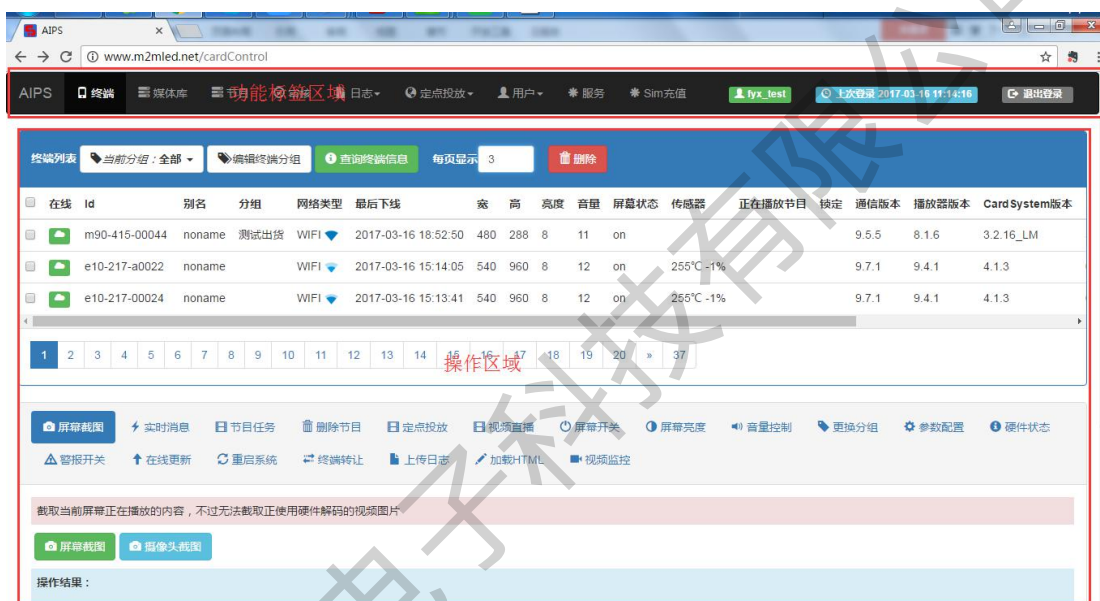 AIPS
www.m2mled.net/cardControl
AIPS 终端 媒体库 节目 审核 日志 定点投放 用户 服务 Sim充值 fyx_test 上次登录 2017-03-16 11:14:16 退出登录
功能标签区域
终端列表 当前分组：全部 编辑终端分组 查询终端信息 每页显示 3 删除
在线 Id 别名 分组 网络类型 最后下线 宽 高 亮度 音量 屏幕状态 传感器 正在播放节目 锁定 通信版本 播放器版本 CardSystem版本
m90-415-00044 noname 测试出货 WIFI 2017-03-16 18:52:50 480 288 8 11 on 9.5.5 8.1.6 3.2.16_LM
e10-217-a0022 noname WIFI 2017-03-16 15:14:05 540 960 8 12 on 255℃ -1% 9.7.1 9.4.1 4.1.3
e10-217-00024 noname WIFI 2017-03-16 15:13:41 540 960 8 12 on 255℃ -1% 9.7.1 9.4.1 4.1.3
1 2 3 4 5 6 7 8 9 10 11 12 13 14 15 16 17 18 19 20 » 37
操作区域
屏幕截图 实时消息 节目任务 删除节目 定点投放 视频直播 屏幕开关 屏幕亮度 音量控制 更换分组 参数配置 硬件状态
警报开关 在线更新 重启系统 终端转让 上传日志 加载HTML 视频监控
截取当前屏幕正在播放的内容，不过无法截取正使用硬件解码的视频图片
屏幕截图 摄像头截图
操作结果：
电子科技有限公